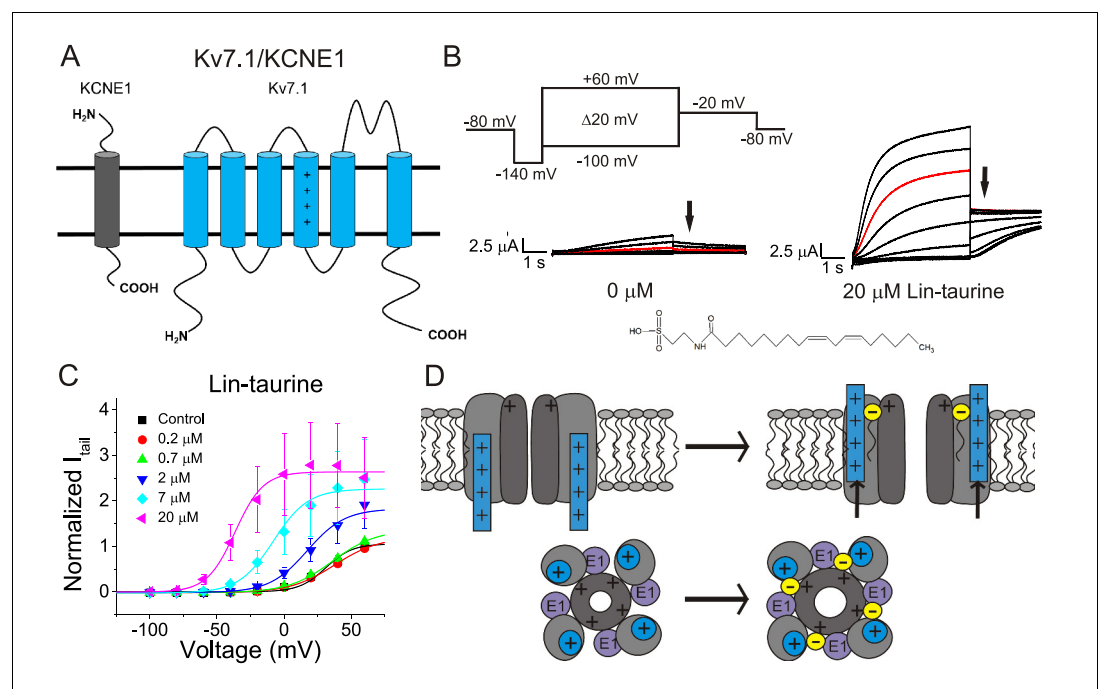 A
Kv7.1/KCNE1
KCNE1
Kv7.1
H₂N
+
+
+
+
COOH
H₂N
COOH
B
+60 mV
-80 mV
Δ20 mV
-20 mV
-80 mV
-100 mV
-140 mV
2.5 µA
1 s
0 µM
2.5 µA
1 s
20 µM Lin-taurine
HO
S
O
O
NH
O
CH₃
C
Lin-taurine
Normalized Itail
4
3
2
1
0
Control
0.2 µM
0.7 µM
2 µM
7 µM
20 µM
-100
-50
0
50
Voltage (mV)
D
+ +
+ +
+ +
+ +
+ +
+ +
+ − + + − +
+ +
+ +
+ +
E1
+ +
+ +
E1 + + E1
+ +
E1
E1 −
+ +
− + +
E1 + + E1
+ − +
− E1